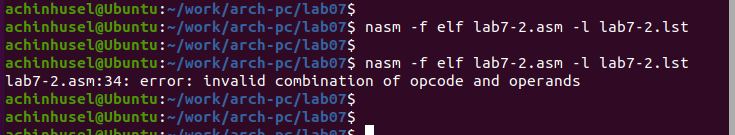 achinhusel@Ubuntu:~/work/arch-pc/lab07$
achinhusel@Ubuntu:~/work/arch-pc/lab07$ nasm -f elf lab7-2.asm -l lab7-2.lst
achinhusel@Ubuntu:~/work/arch-pc/lab07$
achinhusel@Ubuntu:~/work/arch-pc/lab07$ nasm -f elf lab7-2.asm -l lab7-2.lst
lab7-2.asm:34: error: invalid combination of opcode and operands
achinhusel@Ubuntu:~/work/arch-pc/lab07$
achinhusel@Ubuntu:~/work/arch-pc/lab07$
achinhusel@Ubuntu:~/work/arch-pc/lab07$